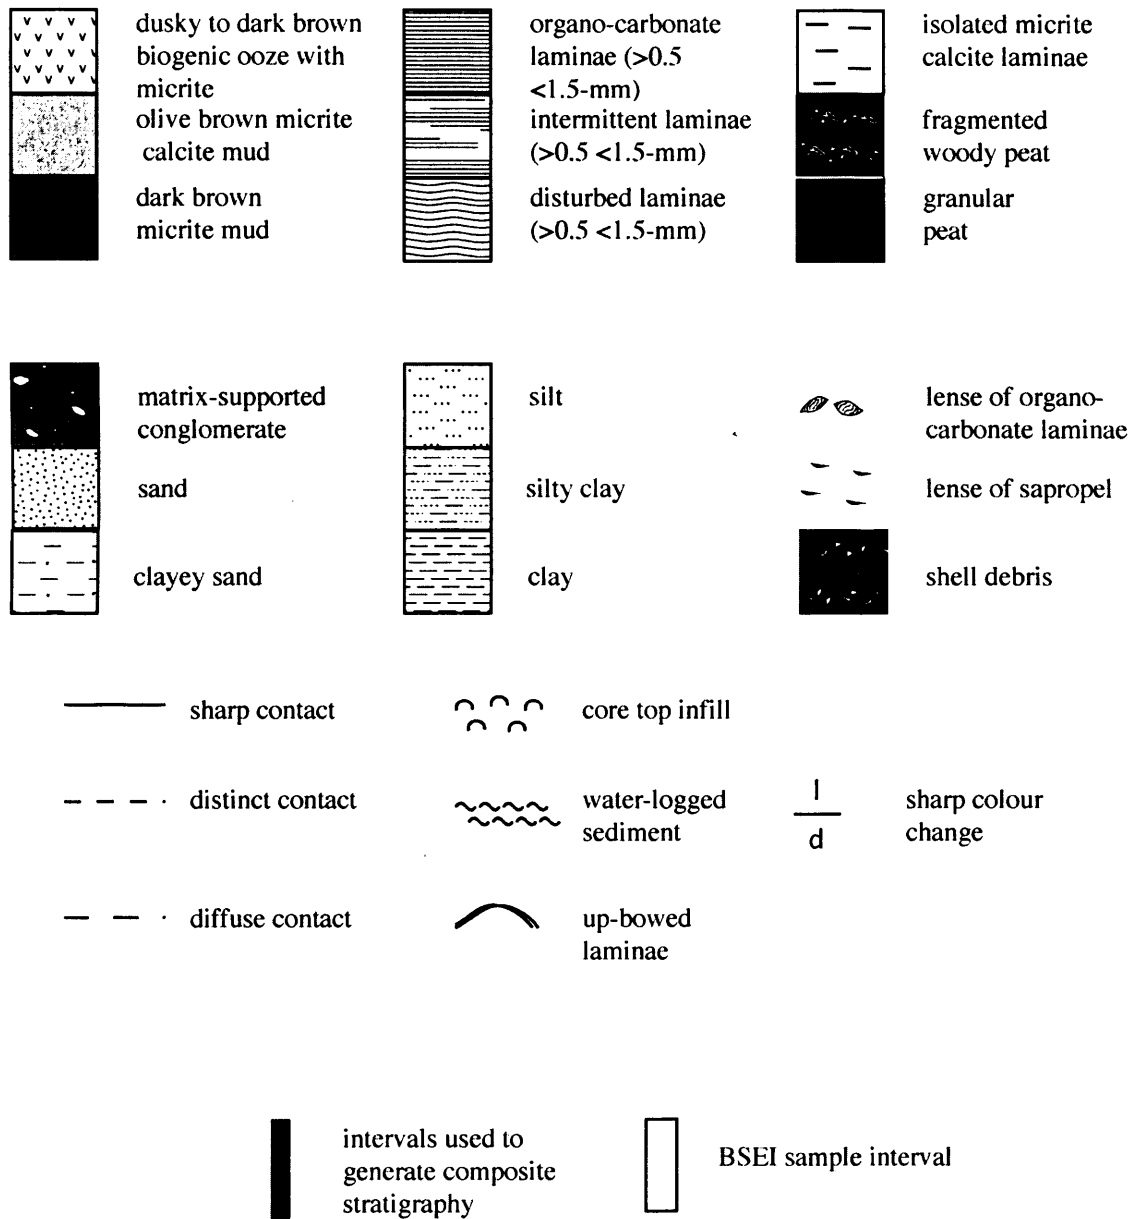 dusky to dark brown
biogenic ooze with
micrite
olive brown micrite
calcite mud
dark brown
micrite mud
organo-carbonate
laminae (>0.5
<1.5-mm)
intermittent laminae
(>0.5 <1.5-mm)
disturbed laminae
(>0.5 <1.5-mm)
isolated micrite
calcite laminae
fragmented
woody peat
granular
peat
matrix-supported
conglomerate
sand
clayey sand
silt
silty clay
clay
lense of organo-
carbonate laminae
lense of sapropel
shell debris
sharp contact
distinct contact
diffuse contact
core top infill
water-logged
sediment
up-bowed
laminae
l
d
sharp colour
change
intervals used to
generate composite
stratigraphy
BSEI sample interval